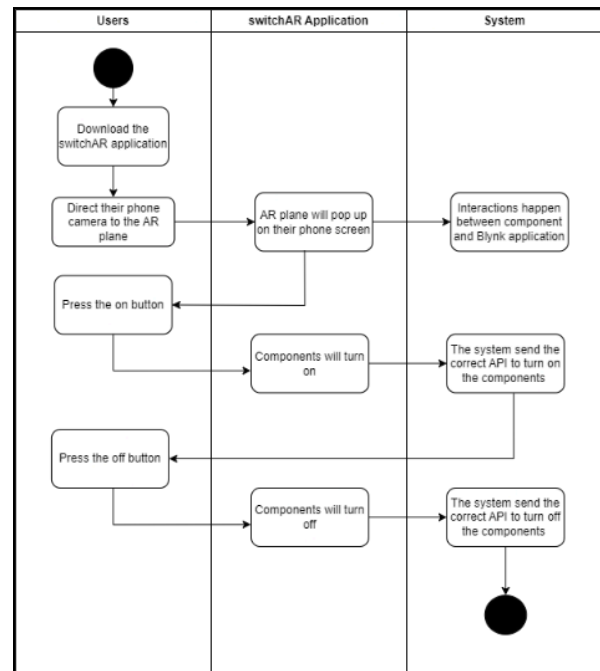 Users
switchAR Application
System
Download the
switchAR application
Direct their phone
camera to the AR
plane
AR plane will pop up
on their phone screen
Interactions happen
between component
and Blynk application
Press the on button
Components will turn
on
The system send the
correct API to turn on
the components
Press the off button
Components will turn
off
The system send the
correct API to turn off
the components